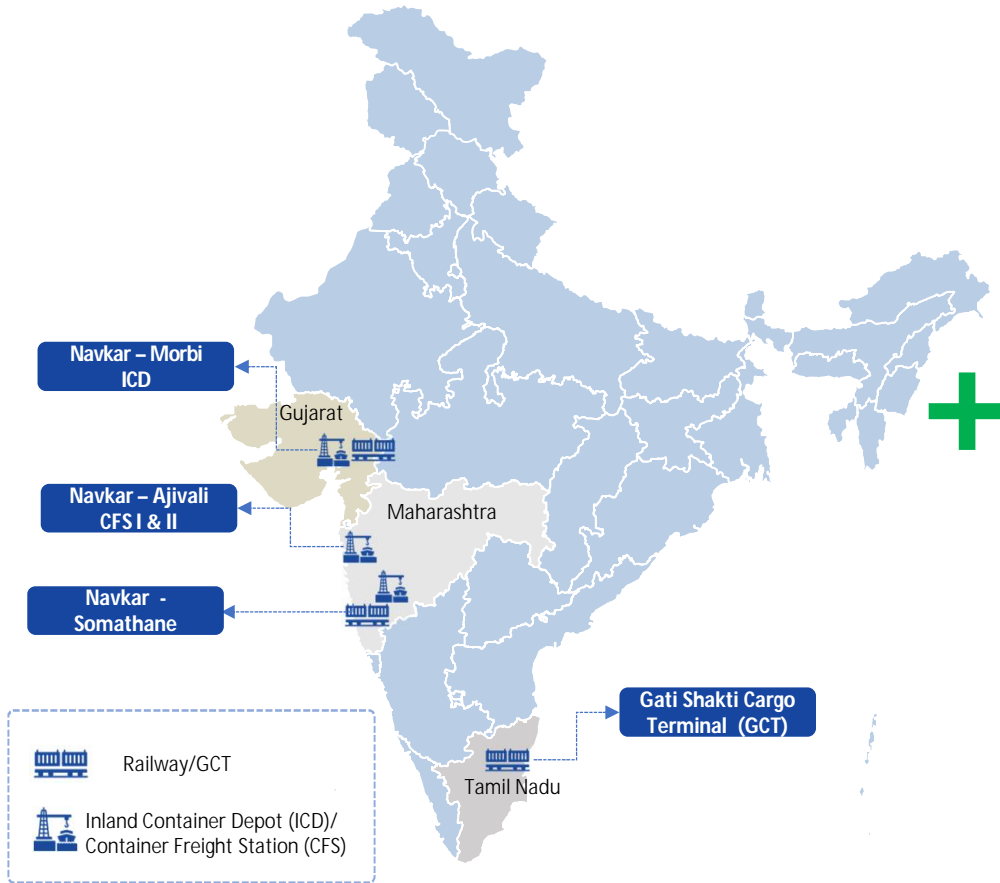 Navkar – Morbi
ICD
Gujarat
Navkar – Ajivali
CFS I & II
Maharashtra
Navkar -
Somathane
Gati Shakti Cargo
Terminal (GCT)
Tamil Nadu
Railway/GCT
Inland Container Depot (ICD)/
Container Freight Station (CFS)